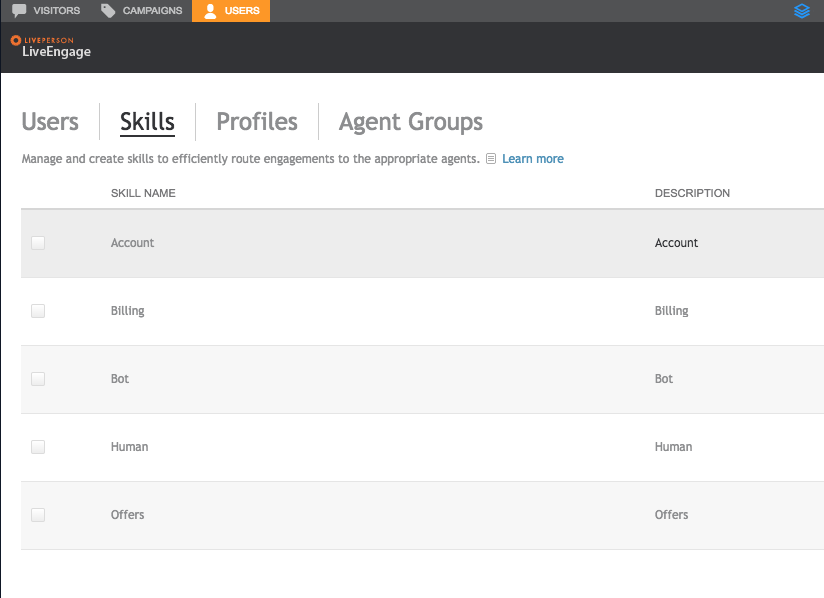 VISITORS CAMPAIGNS USERS
LIVEPERSON
LiveEngage
Users Skills Profiles Agent Groups
Manage and create skills to efficiently route engagements to the appropriate agents. Learn more
SKILL NAME DESCRIPTION
Account Account
Billing Billing
Bot Bot
Human Human
Offers Offers